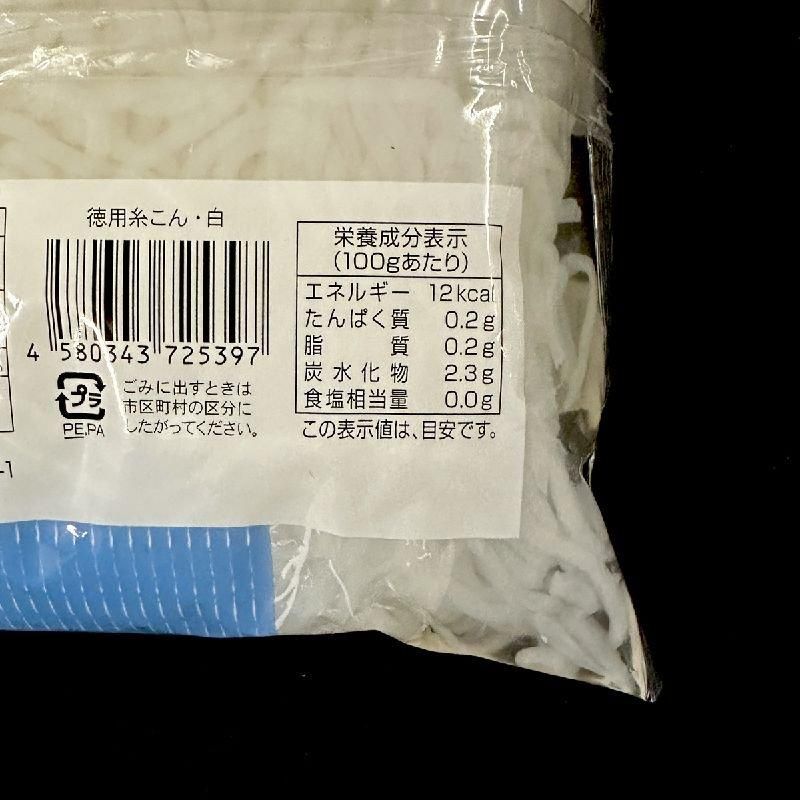 徳用糸こん・白
4 580343 725397
プラ
PE,PA
ごみに出すときは
市区町村の区分に
したがってください。
-1
栄養成分表示
(100gあたり)
エネルギー 12kcal
たんぱく質 0.2g
脂質 0.2g
炭水化物 2.3g
食塩相当量 0.0g
この表示値は、目安です。